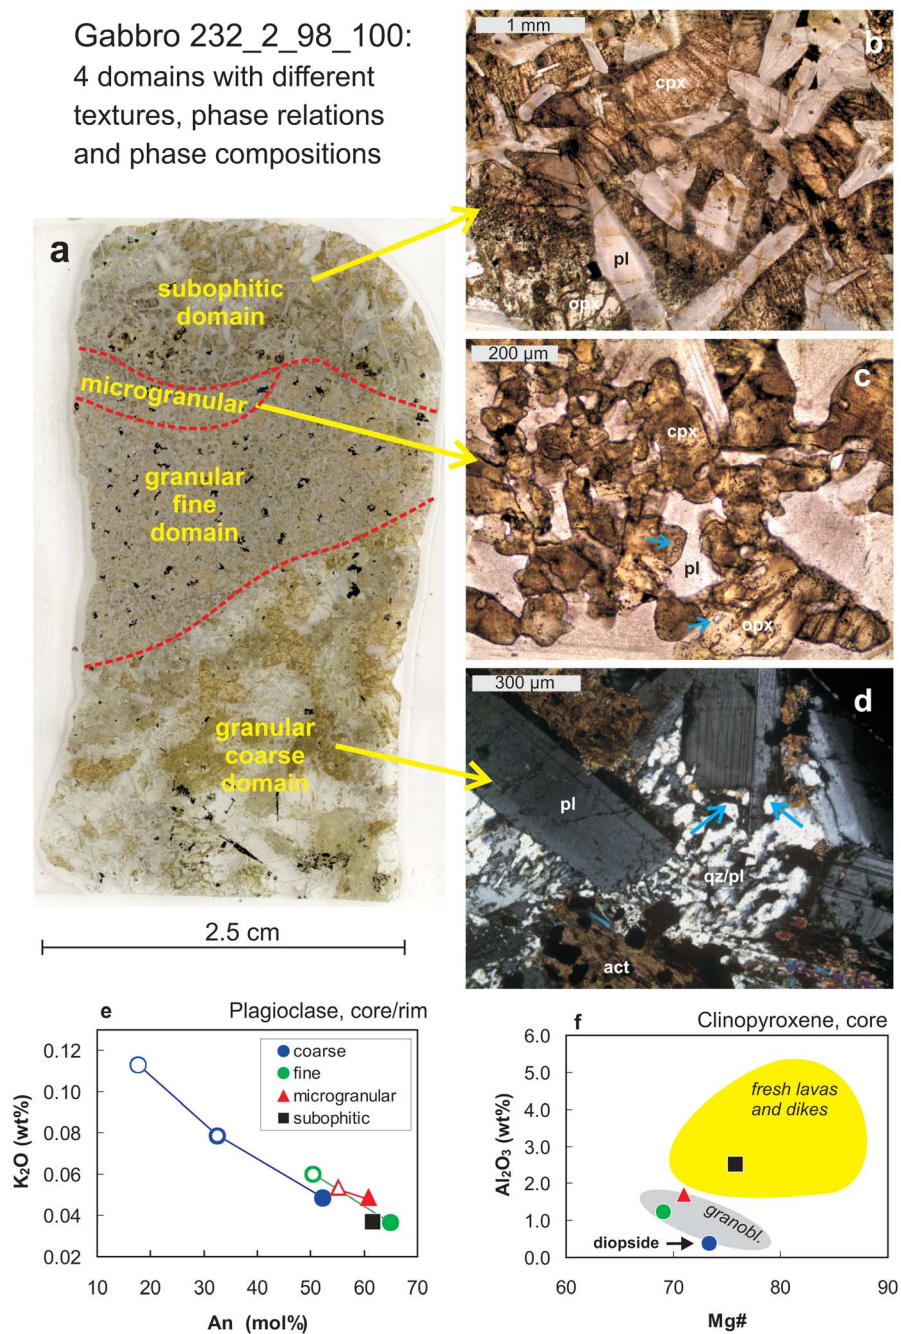 Gabbro 232_2_98_100:
4 domains with different
textures, phase relations
and phase compositions
a
subophitic
domain
microgranular
granular
fine
domain
granular
coarse
domain
2.5 cm
1 mm
b
cpx
pl
opx
200 µm
c
cpx
pl
opx
300 µm
d
pl
qz/pl
act
e
Plagioclase, core/rim
K₂O (wt%)
0.12
0.10
0.08
0.06
0.04
0.02
coarse
fine
microgranular
subophitic
10
20
30
40
50
60
70
An (mol%)
f
Clinopyroxene, core
Al₂O₃ (wt%)
6.0
5.0
4.0
3.0
2.0
1.0
0.0
fresh lavas
and dikes
granobl.
diopside
60
70
80
90
Mg#